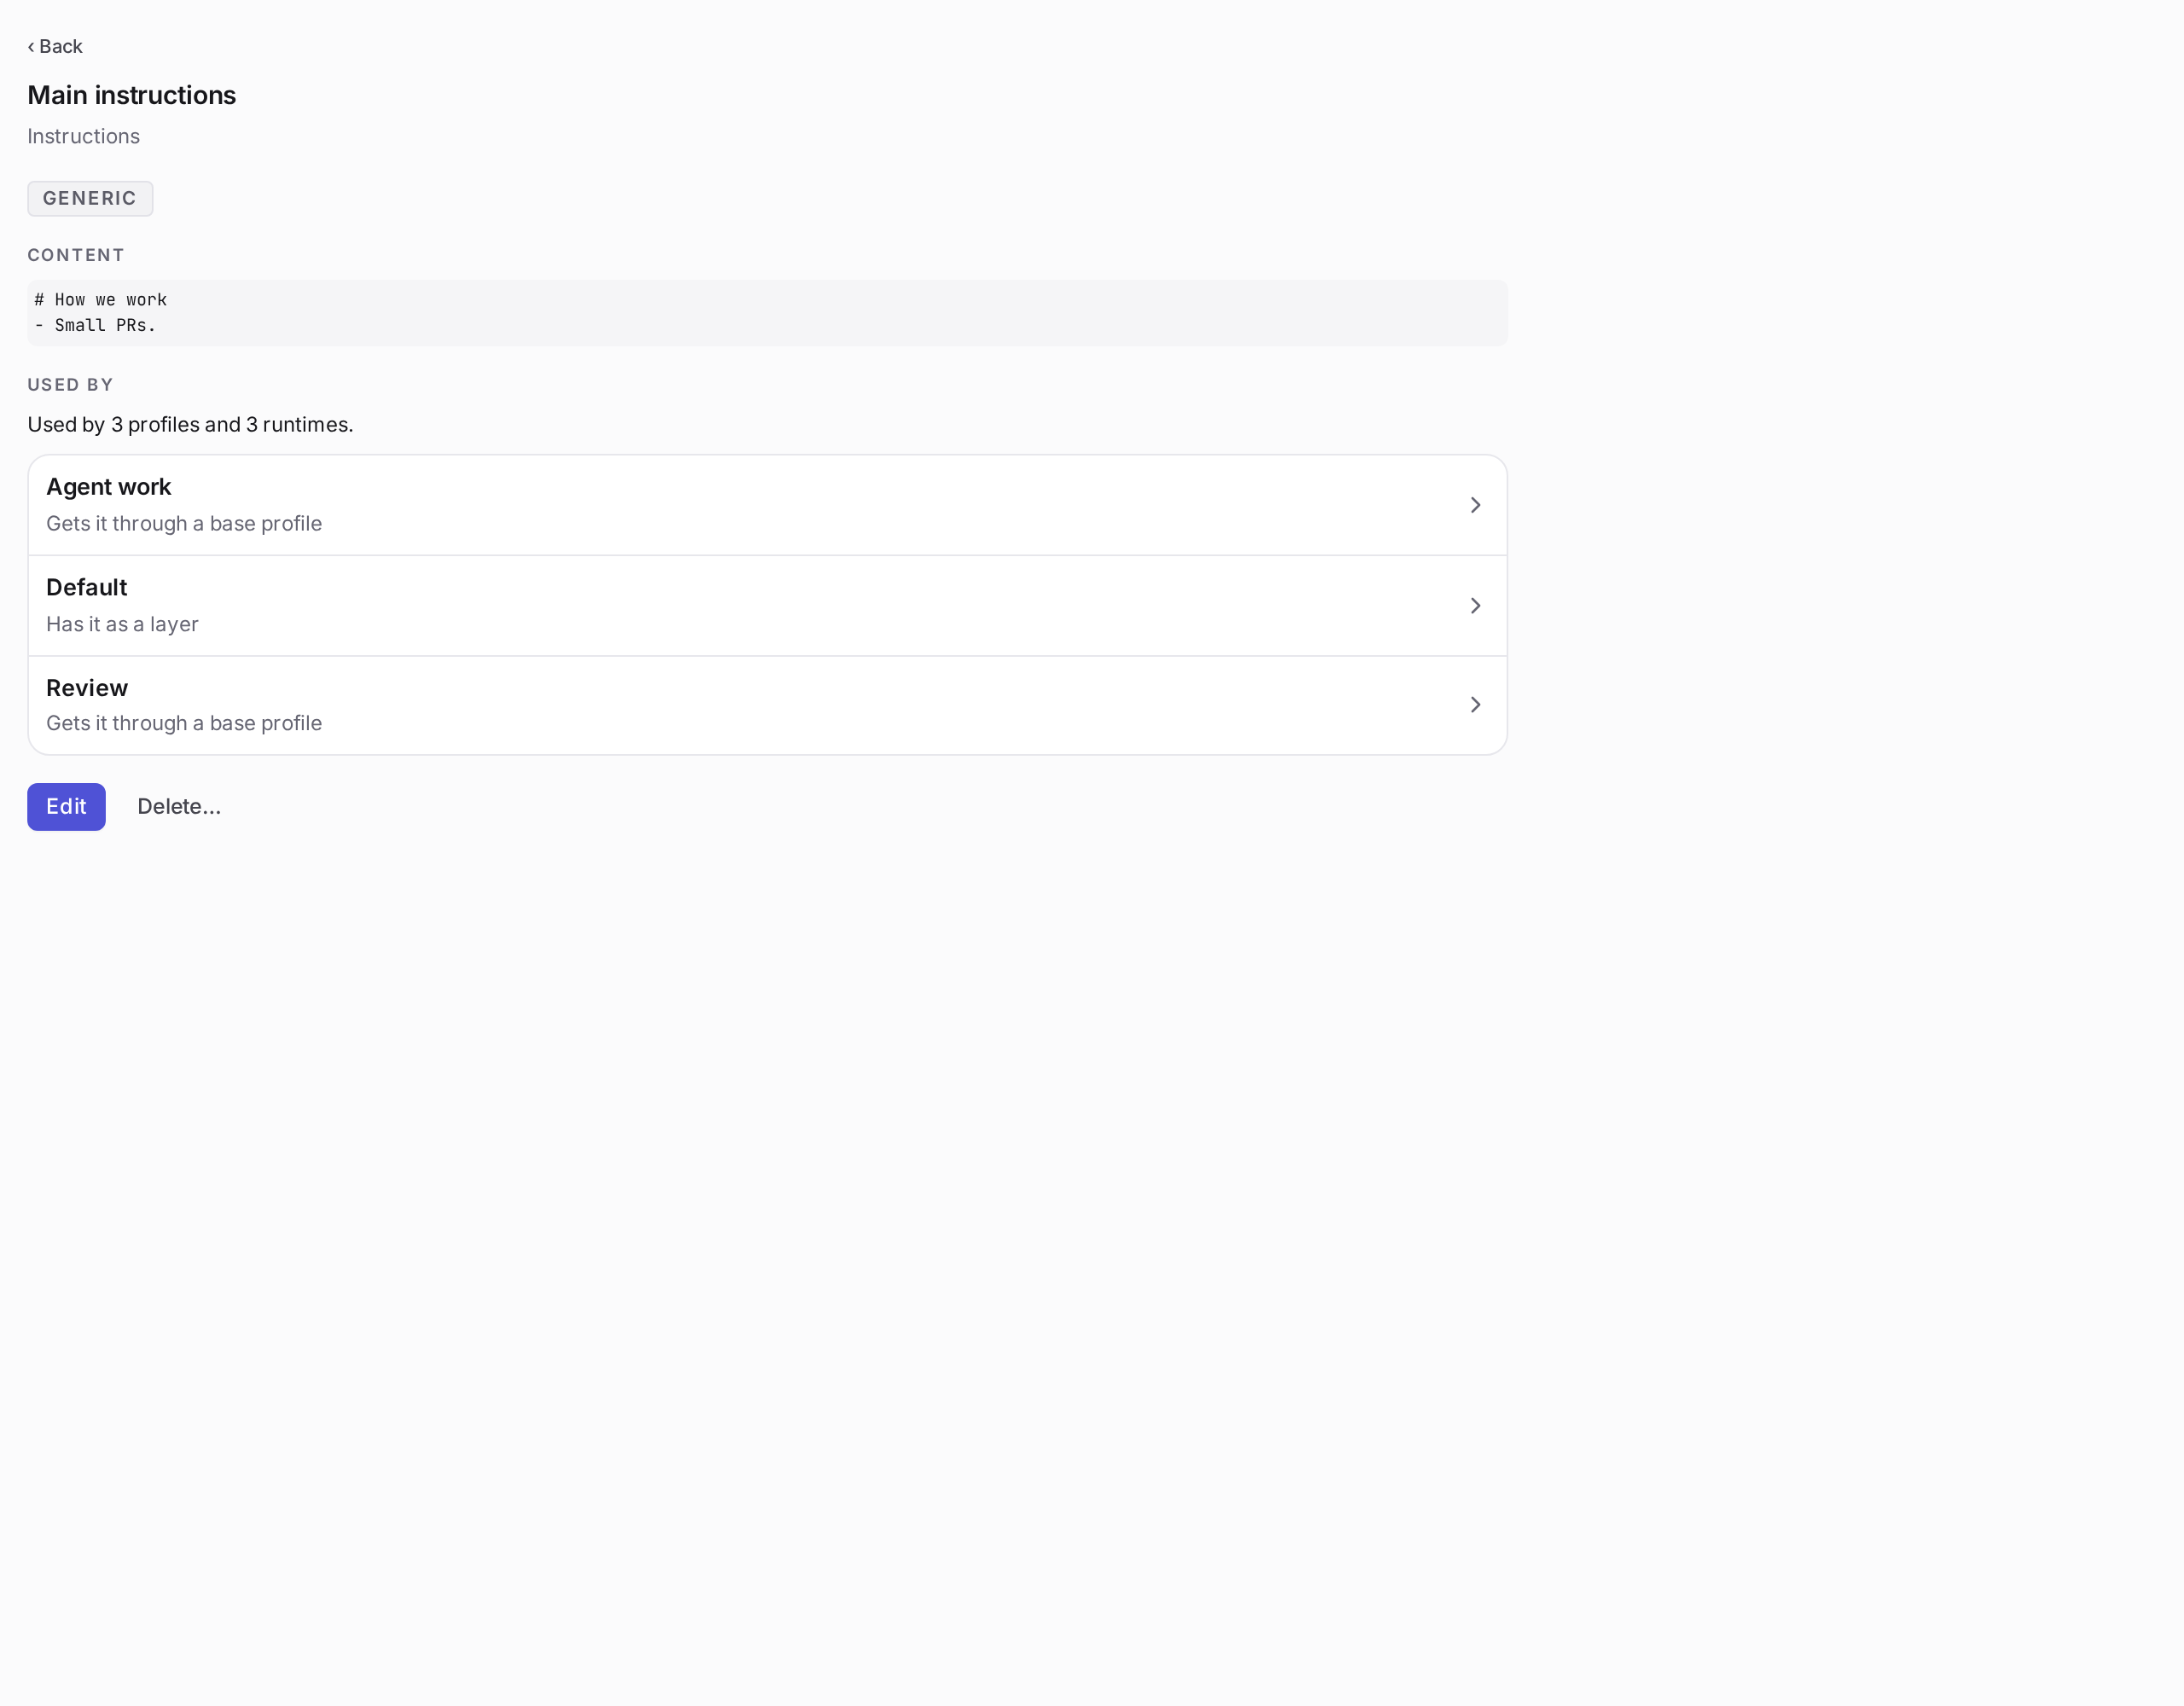 ‹ Back
Main instructions
Instructions
GENERIC
CONTENT
# How we work
- Small PRs.
USED BY
Used by 3 profiles and 3 runtimes.
Agent work
Gets it through a base profile
Default
Has it as a layer
Review
Gets it through a base profile
Edit
Delete...